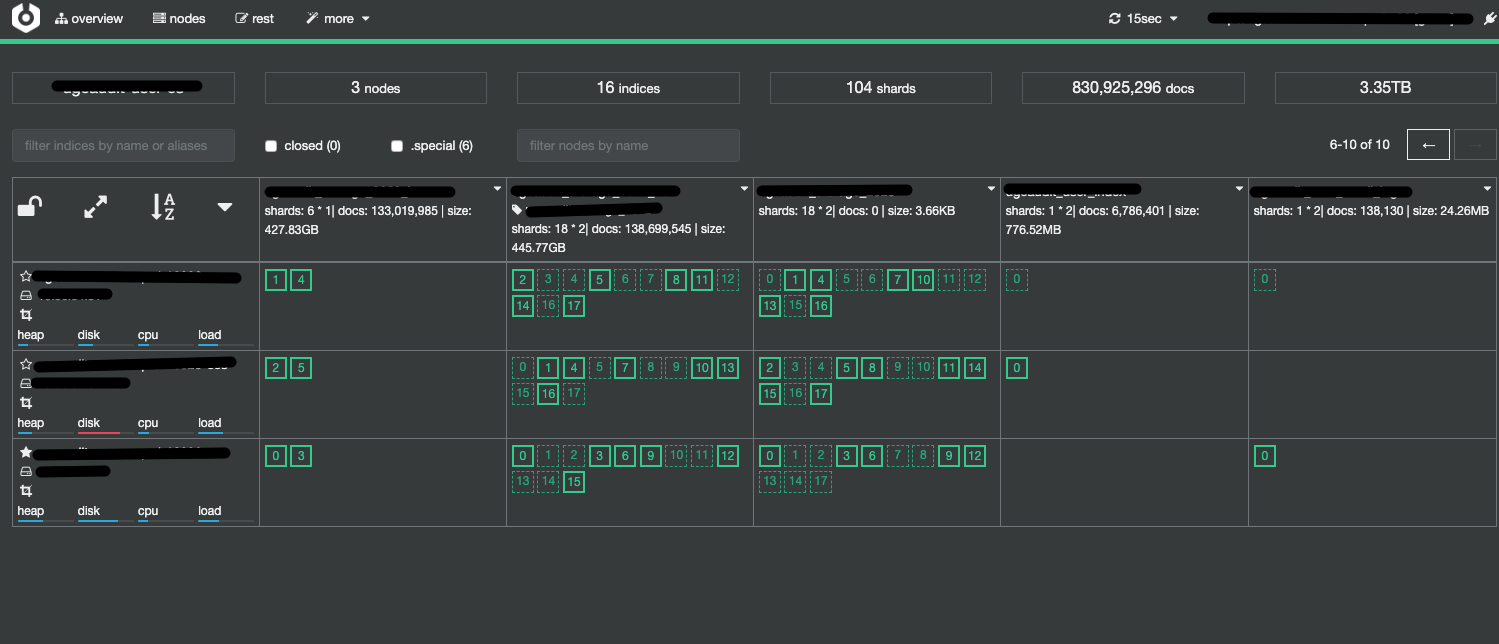 overview nodes rest more 15sec
3 nodes 16 indices 104 shards 830,925,296 docs 3.35TB
filter indices by name or aliases closed (0) .special (6) filter nodes by name 6-10 of 10
shards: 6 * 1| docs: 133,019,985 | size: 427.83GB
shards: 18 * 2| docs: 138,699,545 | size: 445.77GB
shards: 18 * 2| docs: 0 | size: 3.66KB
shards: 1 * 2| docs: 6,786,401 | size: 776.52MB
shards: 1 * 2| docs: 138,130 | size: 24.26MB
A
Z
1 4
2 3 4 5 6 7 8 11 12
14 16 17
0 1 4 5 6 7 10 11 12
13 15 16
0
0
heap disk cpu load
2 5
0 1 4 5 7 8 9 10 13
15 16 17
2 3 4 5 8 9 10 11 14
15 16 17
0
heap disk cpu load
0 3
0 1 2 3 6 9 10 11 12
13 14 15
0 1 2 3 6 7 8 9 12
13 14 17
0
heap disk cpu load